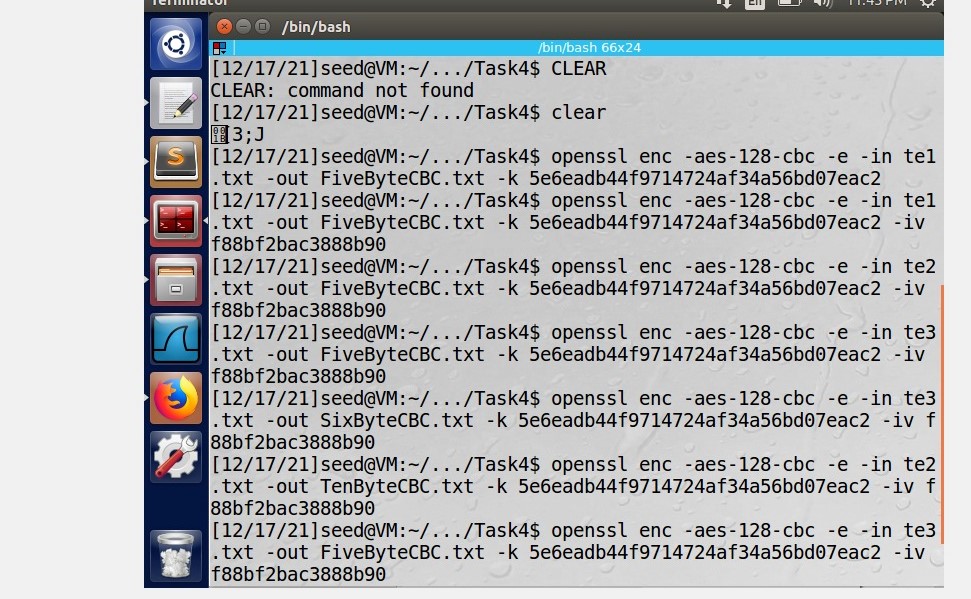 Terminator
En
11:43 PM
/bin/bash
/bin/bash 66x24
[12/17/21]seed@VM:~/.../Task4$ CLEAR
CLEAR: command not found
[12/17/21]seed@VM:~/.../Task4$ clear
[3;J
[12/17/21]seed@VM:~/.../Task4$ openssl enc -aes-128-cbc -e -in te1
.txt -out FiveByteCBC.txt -k 5e6eadb44f9714724af34a56bd07eac2
[12/17/21]seed@VM:~/.../Task4$ openssl enc -aes-128-cbc -e -in te1
.txt -out FiveByteCBC.txt -k 5e6eadb44f9714724af34a56bd07eac2 -iv
f88bf2bac3888b90
[12/17/21]seed@VM:~/.../Task4$ openssl enc -aes-128-cbc -e -in te2
.txt -out FiveByteCBC.txt -k 5e6eadb44f9714724af34a56bd07eac2 -iv
f88bf2bac3888b90
[12/17/21]seed@VM:~/.../Task4$ openssl enc -aes-128-cbc -e -in te3
.txt -out FiveByteCBC.txt -k 5e6eadb44f9714724af34a56bd07eac2 -iv
f88bf2bac3888b90
[12/17/21]seed@VM:~/.../Task4$ openssl enc -aes-128-cbc -e -in te3
.txt -out SixByteCBC.txt -k 5e6eadb44f9714724af34a56bd07eac2 -iv f
88bf2bac3888b90
[12/17/21]seed@VM:~/.../Task4$ openssl enc -aes-128-cbc -e -in te2
.txt -out TenByteCBC.txt -k 5e6eadb44f9714724af34a56bd07eac2 -iv f
88bf2bac3888b90
[12/17/21]seed@VM:~/.../Task4$ openssl enc -aes-128-cbc -e -in te3
.txt -out FiveByteCBC.txt -k 5e6eadb44f9714724af34a56bd07eac2 -iv
f88bf2bac3888b90